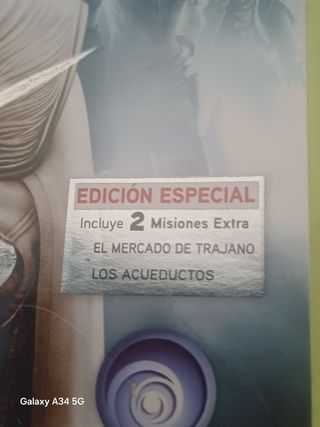 EDICIÓN ESPECIAL
Incluye 2 Misiones Extra
EL MERCADO DE TRAJANO
LOS ACUEDUCTOS
Galaxy A34 5G